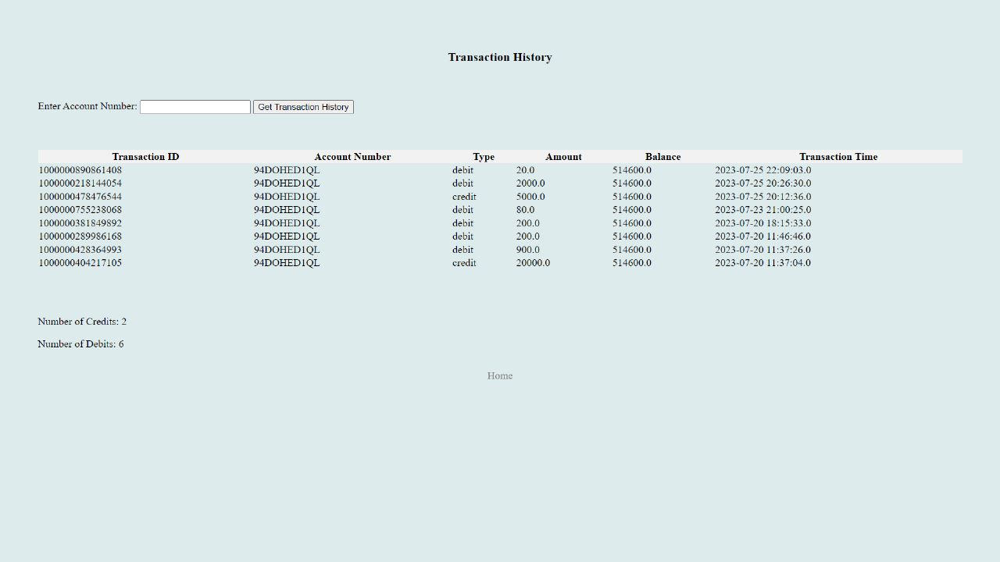 Transaction History
Enter Account Number: Get Transaction History
Transaction ID Account Number Type Amount Balance Transaction Time
1000000890861408 94DOHED1QL debit 20.0 514600.0 2023-07-25 22:09:03.0
1000000218144054 94DOHED1QL debit 2000.0 514600.0 2023-07-25 20:26:30.0
1000000478476544 94DOHED1QL credit 5000.0 514600.0 2023-07-25 20:12:36.0
1000000755238068 94DOHED1QL debit 80.0 514600.0 2023-07-23 21:00:25.0
1000000381849892 94DOHED1QL debit 200.0 514600.0 2023-07-20 18:15:33.0
1000000289986168 94DOHED1QL debit 200.0 514600.0 2023-07-20 11:46:46.0
1000000428364993 94DOHED1QL debit 900.0 514600.0 2023-07-20 11:37:26.0
1000000404217105 94DOHED1QL credit 20000.0 514600.0 2023-07-20 11:37:04.0
Number of Credits: 2
Number of Debits: 6
Home